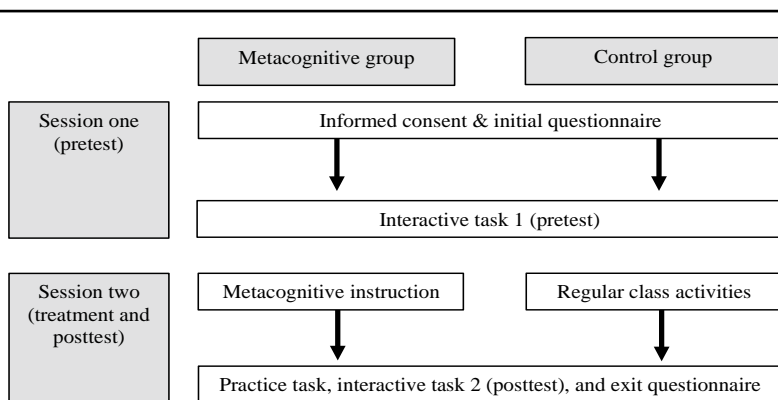 Metacognitive group
Control group
Session one
(pretest)
Informed consent & initial questionnaire
Interactive task 1 (pretest)
Session two
(treatment and
posttest)
Metacognitive instruction
Regular class activities
Practice task, interactive task 2 (posttest), and exit questionnaire